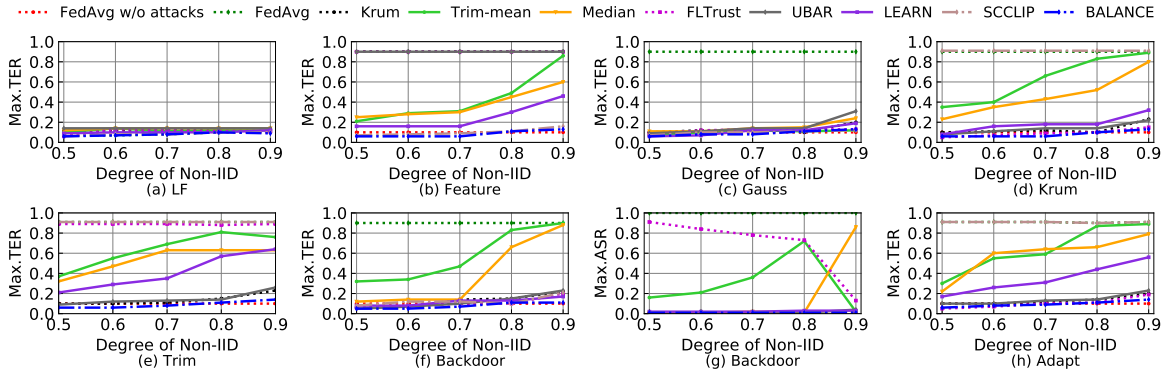 FedAvg w/o attacks FedAvg Krum Trim-mean Median FLTrust UBAR LEARN SCCLIP BALANCE
Max.TER
1.0
0.8
0.6
0.4
0.2
0.0
0.5 0.6 0.7 0.8 0.9
Degree of Non-IID
(a) LF
Max.TER
1.0
0.8
0.6
0.4
0.2
0.0
0.5 0.6 0.7 0.8 0.9
Degree of Non-IID
(b) Feature
Max.TER
1.0
0.8
0.6
0.4
0.2
0.0
0.5 0.6 0.7 0.8 0.9
Degree of Non-IID
(c) Gauss
Max.TER
1.0
0.8
0.6
0.4
0.2
0.0
0.5 0.6 0.7 0.8 0.9
Degree of Non-IID
(d) Krum
Max.TER
1.0
0.8
0.6
0.4
0.2
0.0
0.5 0.6 0.7 0.8 0.9
Degree of Non-IID
(e) Trim
Max.TER
1.0
0.8
0.6
0.4
0.2
0.0
0.5 0.6 0.7 0.8 0.9
Degree of Non-IID
(f) Backdoor
Max.ASR
1.0
0.8
0.6
0.4
0.2
0.0
0.5 0.6 0.7 0.8 0.9
Degree of Non-IID
(g) Backdoor
Max.TER
1.0
0.8
0.6
0.4
0.2
0.0
0.5 0.6 0.7 0.8 0.9
Degree of Non-IID
(h) Adapt